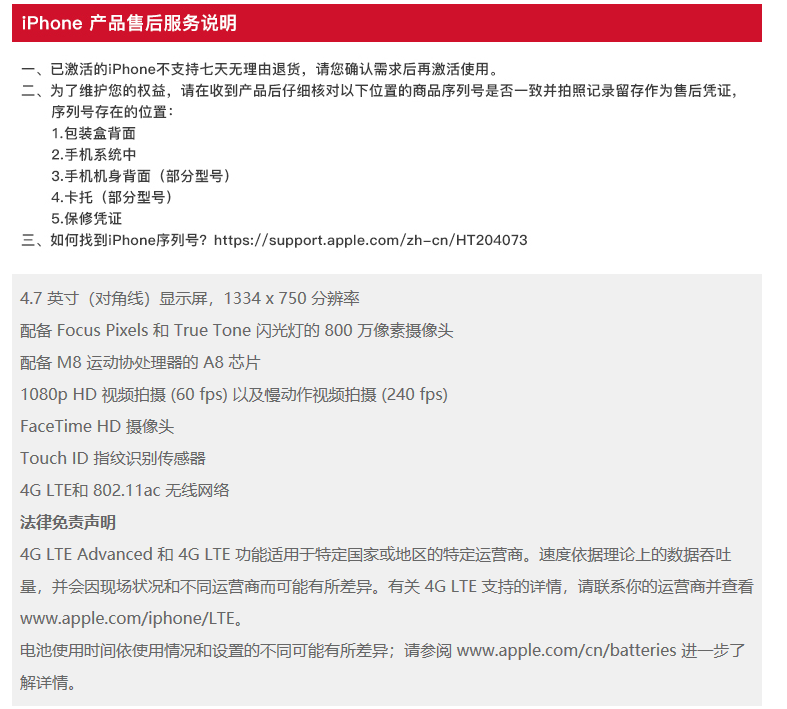 iPhone 产品售后服务说明
一、已激活的iPhone不支持七天无理由退货，请您确认需求后再激活使用。
二、为了维护您的权益，请在收到产品后仔细核对以下位置的商品序列号是否一致并拍照记录留存作为售后凭证，
序列号存在的位置：
1.包装盒背面
2.手机系统中
3.手机机身背面（部分型号）
4.卡托（部分型号）
5.保修凭证
三、如何找到iPhone序列号？https://support.apple.com/zh-cn/HT204073
4.7 英寸（对角线）显示屏，1334 x 750 分辨率
配备 Focus Pixels 和 True Tone 闪光灯的 800 万像素摄像头
配备 M8 运动协处理器的 A8 芯片
1080p HD 视频拍摄 (60 fps) 以及慢动作视频拍摄 (240 fps)
FaceTime HD 摄像头
Touch ID 指纹识别传感器
4G LTE和 802.11ac 无线网络
法律免责声明
4G LTE Advanced 和 4G LTE 功能适用于特定国家或地区的特定运营商。速度依据理论上的数据吞吐
量，并会因现场状况和不同运营商而可能有所差异。有关 4G LTE 支持的详情，请联系你的运营商并查看
www.apple.com/iphone/LTE。
电池使用时间依使用情况和设置的不同可能有所差异；请参阅 www.apple.com/cn/batteries 进一步了
解详情。